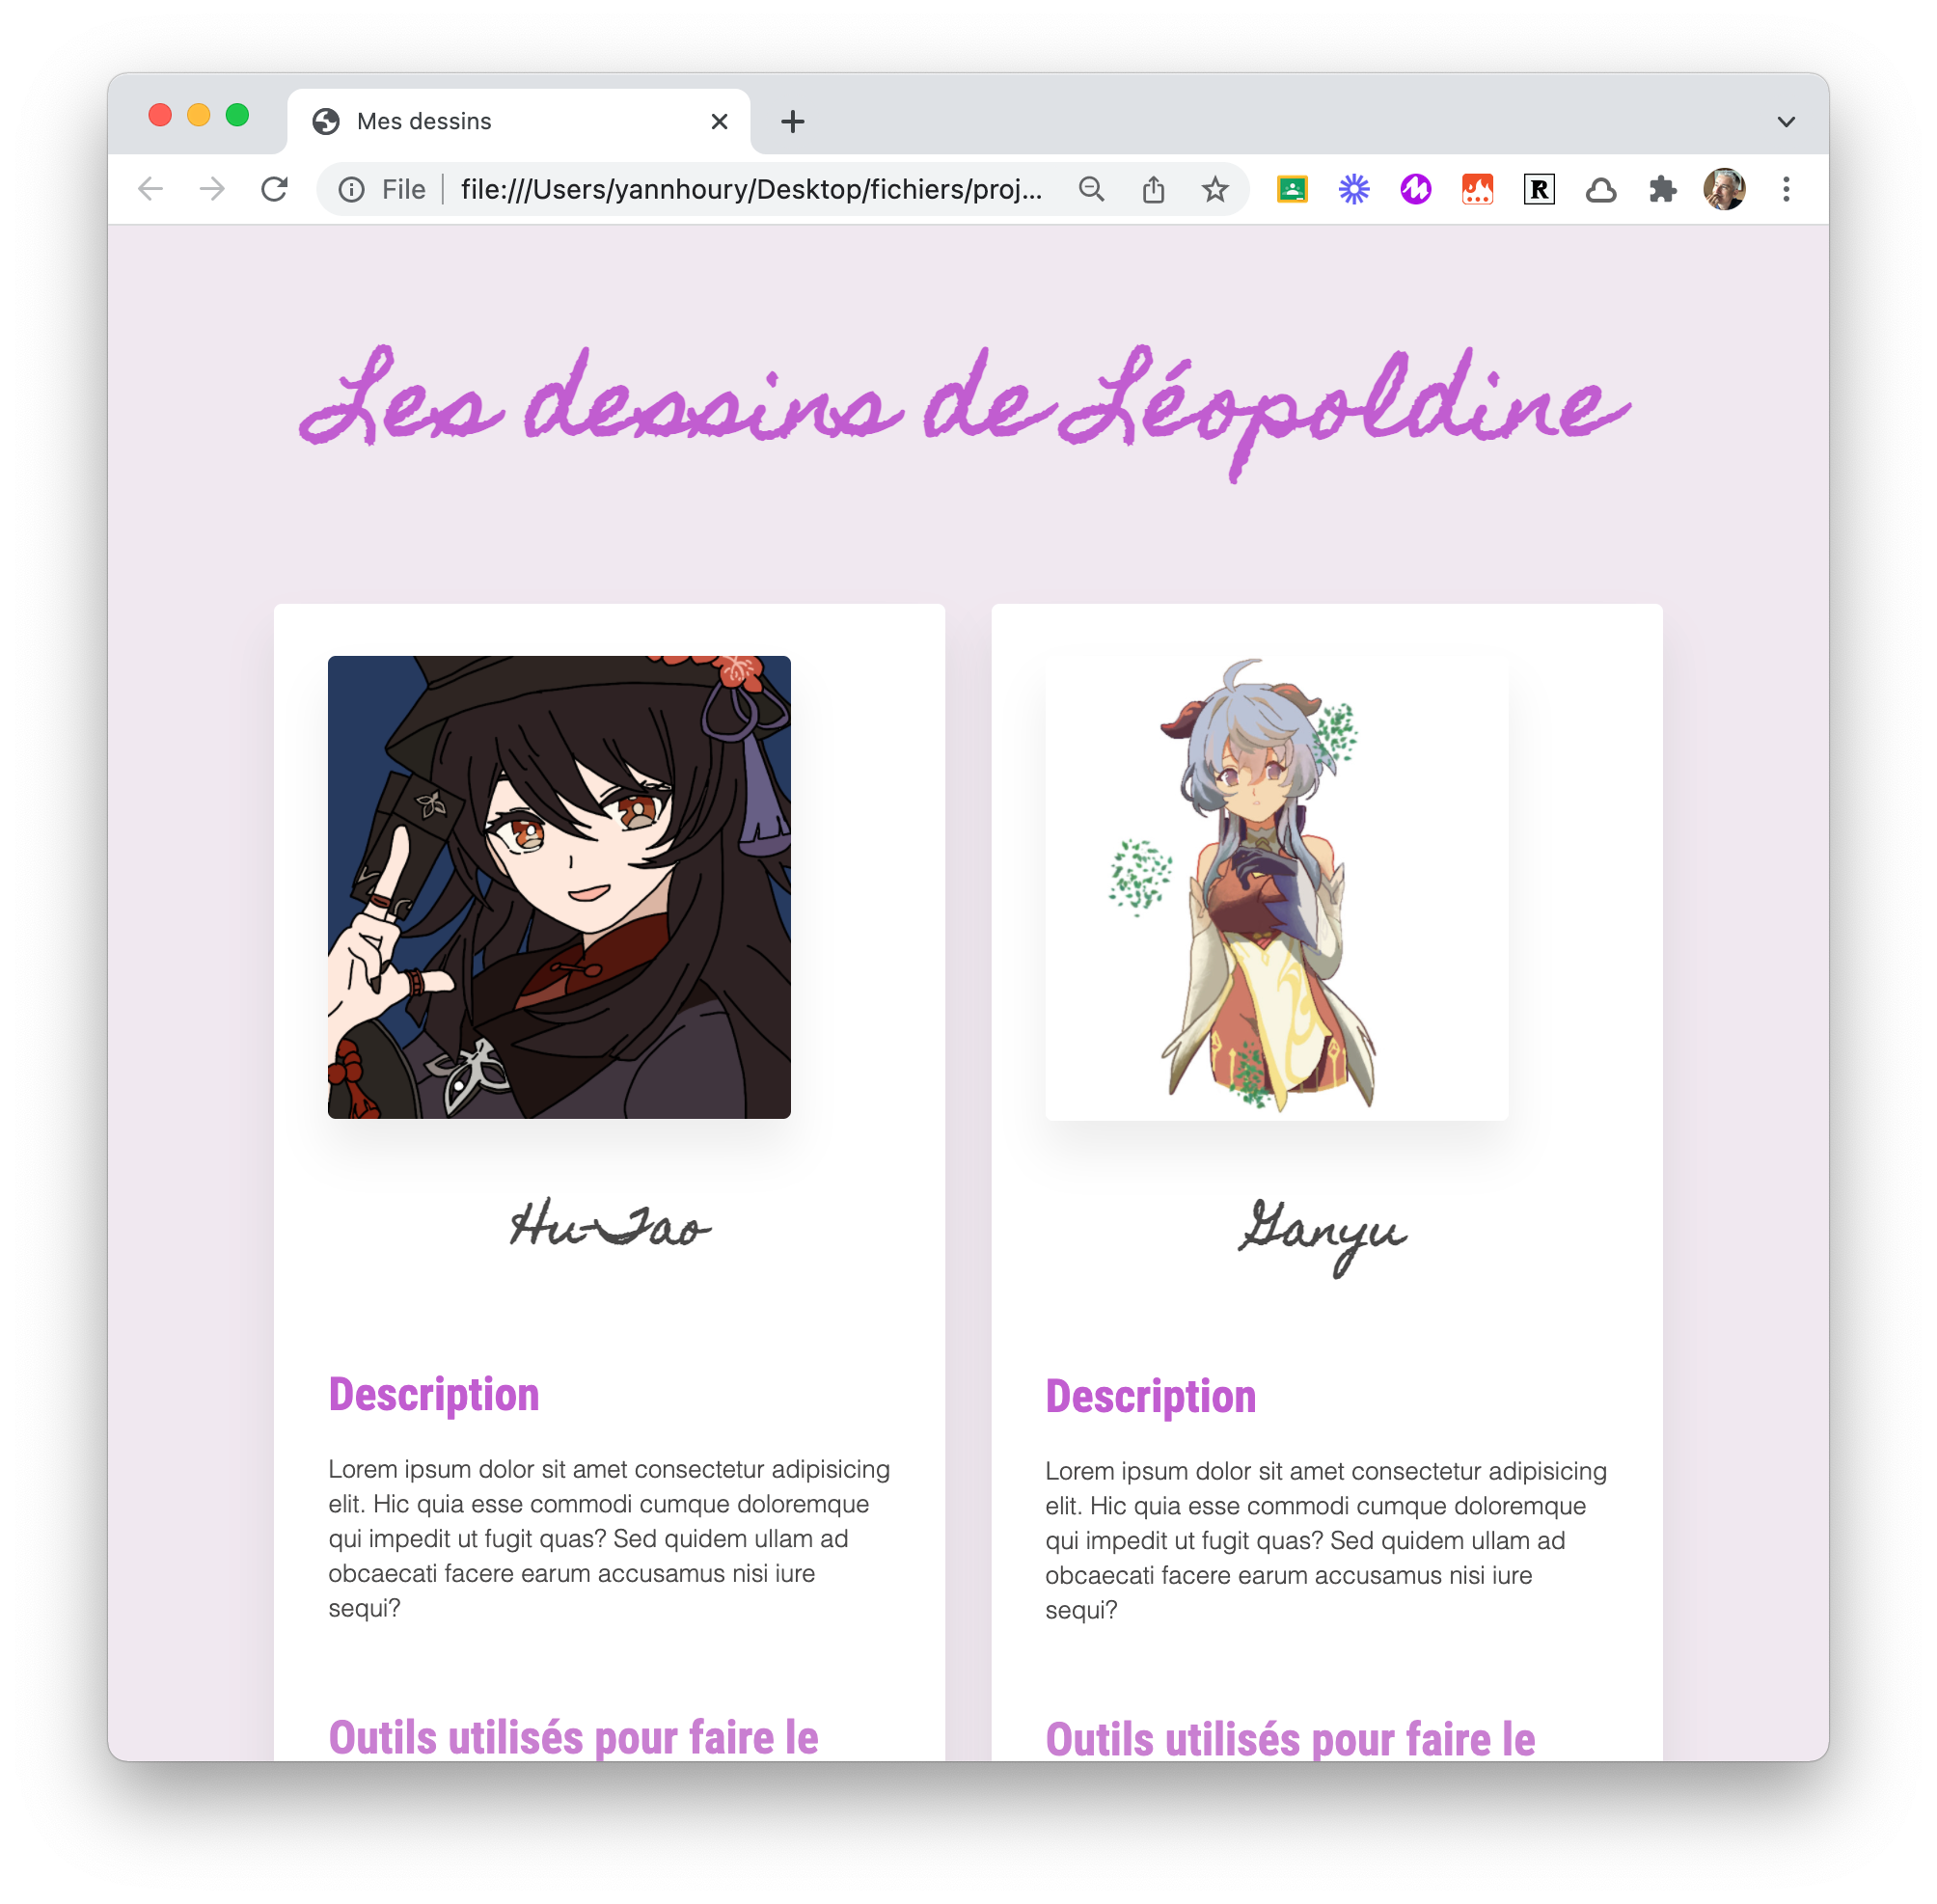 Mes dessins
File
file:///Users/yannhoury/Desktop/fichiers/proj...
R
Les dessins de Léopoldine
Hu-Tao
Description
Lorem ipsum dolor sit amet consectetur adipisicing
elit. Hic quia esse commodi cumque doloremque
qui impedit ut fugit quas? Sed quidem ullam ad
obcaecati facere earum accusamus nisi iure
sequi?
Outils utilisés pour faire le
Ganyu
Description
Lorem ipsum dolor sit amet consectetur adipisicing
elit. Hic quia esse commodi cumque doloremque
qui impedit ut fugit quas? Sed quidem ullam ad
obcaecati facere earum accusamus nisi iure
sequi?
Outils utilisés pour faire le